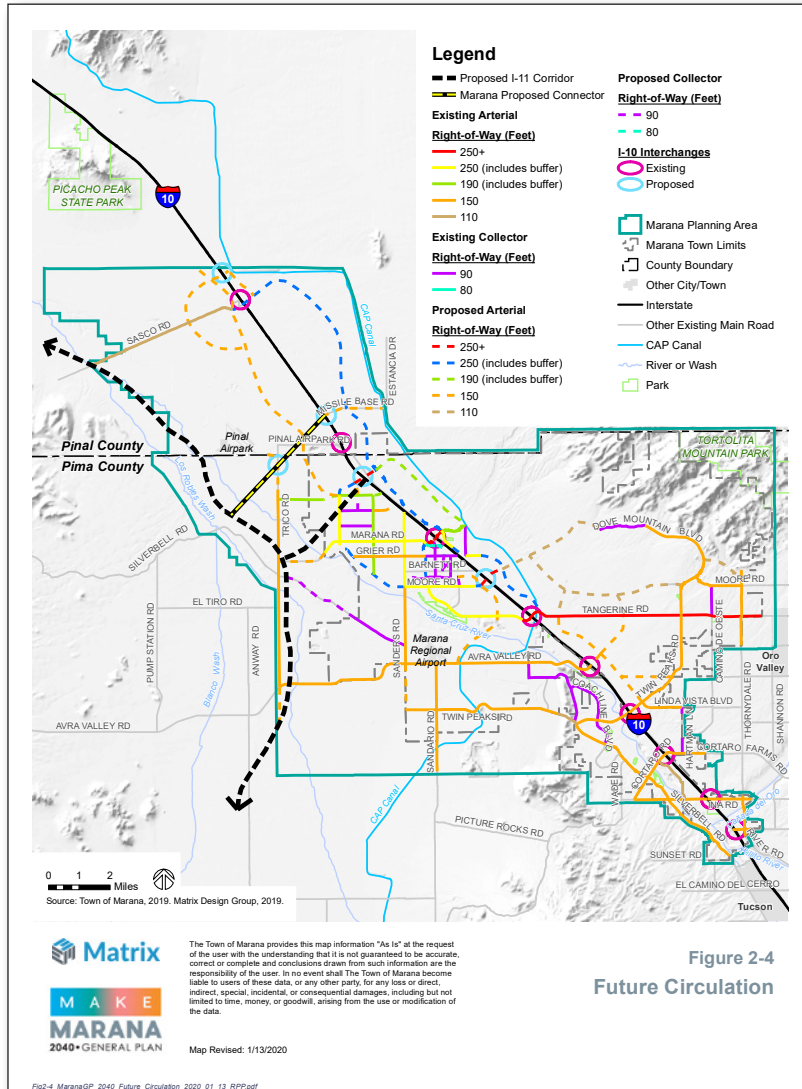 Legend
Proposed I-11 Corridor
Marana Proposed Connector
Existing Arterial
Right-of-Way (Feet)
250+
250 (includes buffer)
190 (includes buffer)
150
110
Existing Collector
Right-of-Way (Feet)
90
80
Proposed Arterial
Right-of-Way (Feet)
250+
250 (includes buffer)
190 (includes buffer)
150
110
Proposed Collector
Right-of-Way (Feet)
90
80
I-10 Interchanges
Existing
Proposed
Marana Planning Area
Marana Town Limits
County Boundary
Other City/Town
Interstate
Other Existing Main Road
CAP Canal
River or Wash
Park
PICACHO PEAK
STATE PARK
10
SASCO RD
CAP Canal
ESTANCIA DR
MISSILE BASE RD
Pinal County
Pima County
Pinal
Airpark
PINAL AIRPARK RD
TORTOLITA
MOUNTAIN PARK
Los Robles Wash
TRICO RD
SILVERBELL RD
MARANA RD
GRIER RD
BARNETT RD
MOORE RD
DOVE MOUNTAIN BLVD
MOORE RD
TANGERINE RD
EL TIRO RD
PUMP STATION RD
ANWAY RD
Blanco Wash
SANDERS RD
Santa Cruz River
Marana
Regional
Airport
AVRA VALLEY RD
CAMINO DE OESTE
Oro
Valley
TWIN PEAKS RD
COACHLINE BLVD
LINDA VISTA BLVD
HARTMAN LN
THORNYDALE RD
SHANNON RD
10
AVRA VALLEY RD
TWIN PEAKS RD
SANDARIO RD
CORTARO FARMS RD
CORTARO RD
WADE RD
SILVERBELL RD
INA RD
CAP Canal
PICTURE ROCKS RD
RIVER RD
SUNSET RD
EL CAMINO DEL CERRO
Tucson
0 1 2
Miles
Source: Town of Marana, 2019. Matrix Design Group, 2019.
Matrix
MAKE
MARANA
2040 • GENERAL PLAN
The Town of Marana provides this map information "As Is" at the request
of the user with the understanding that it is not guaranteed to be accurate,
correct or complete and conclusions drawn from such information are the
responsibility of the user. In no event shall The Town of Marana become
liable to users of these data, or any other party, for any loss or direct,
indirect, special, incidental, or consequential damages, including but not
limited to time, money, or goodwill, arising from the use or modification of
the data.
Map Revised: 1/13/2020
Figure 2-4
Future Circulation
Fig2-4_MaranaGP_2040_Future_Circulation_2020_01_13_RPP.pdf